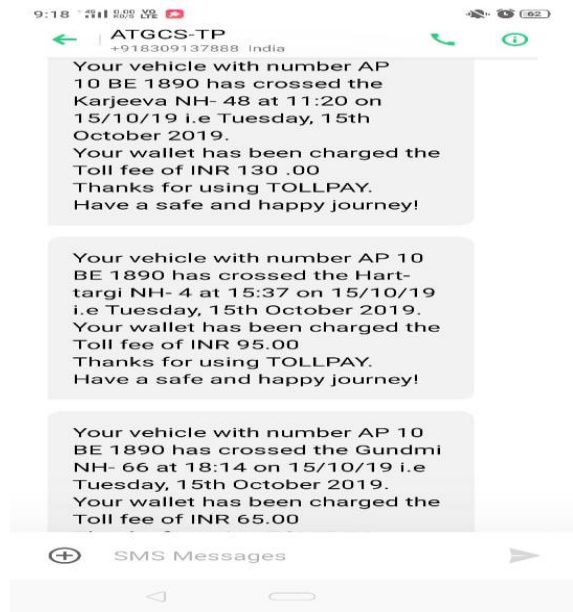 9:18
62
ATGCS-TP
+918309137888 India
Your vehicle with number AP
10 BE 1890 has crossed the
Karjeeva NH- 48 at 11:20 on
15/10/19 i.e Tuesday, 15th
October 2019.
Your wallet has been charged the
Toll fee of INR 130 .00
Thanks for using TOLLPAY.
Have a safe and happy journey!
Your vehicle with number AP 10
BE 1890 has crossed the Hart-
targi NH- 4 at 15:37 on 15/10/19
i.e Tuesday, 15th October 2019.
Your wallet has been charged the
Toll fee of INR 95.00
Thanks for using TOLLPAY.
Have a safe and happy journey!
Your vehicle with number AP 10
BE 1890 has crossed the Gundmi
NH- 66 at 18:14 on 15/10/19 i.e
Tuesday, 15th October 2019.
Your wallet has been charged the
Toll fee of INR 65.00
SMS Messages